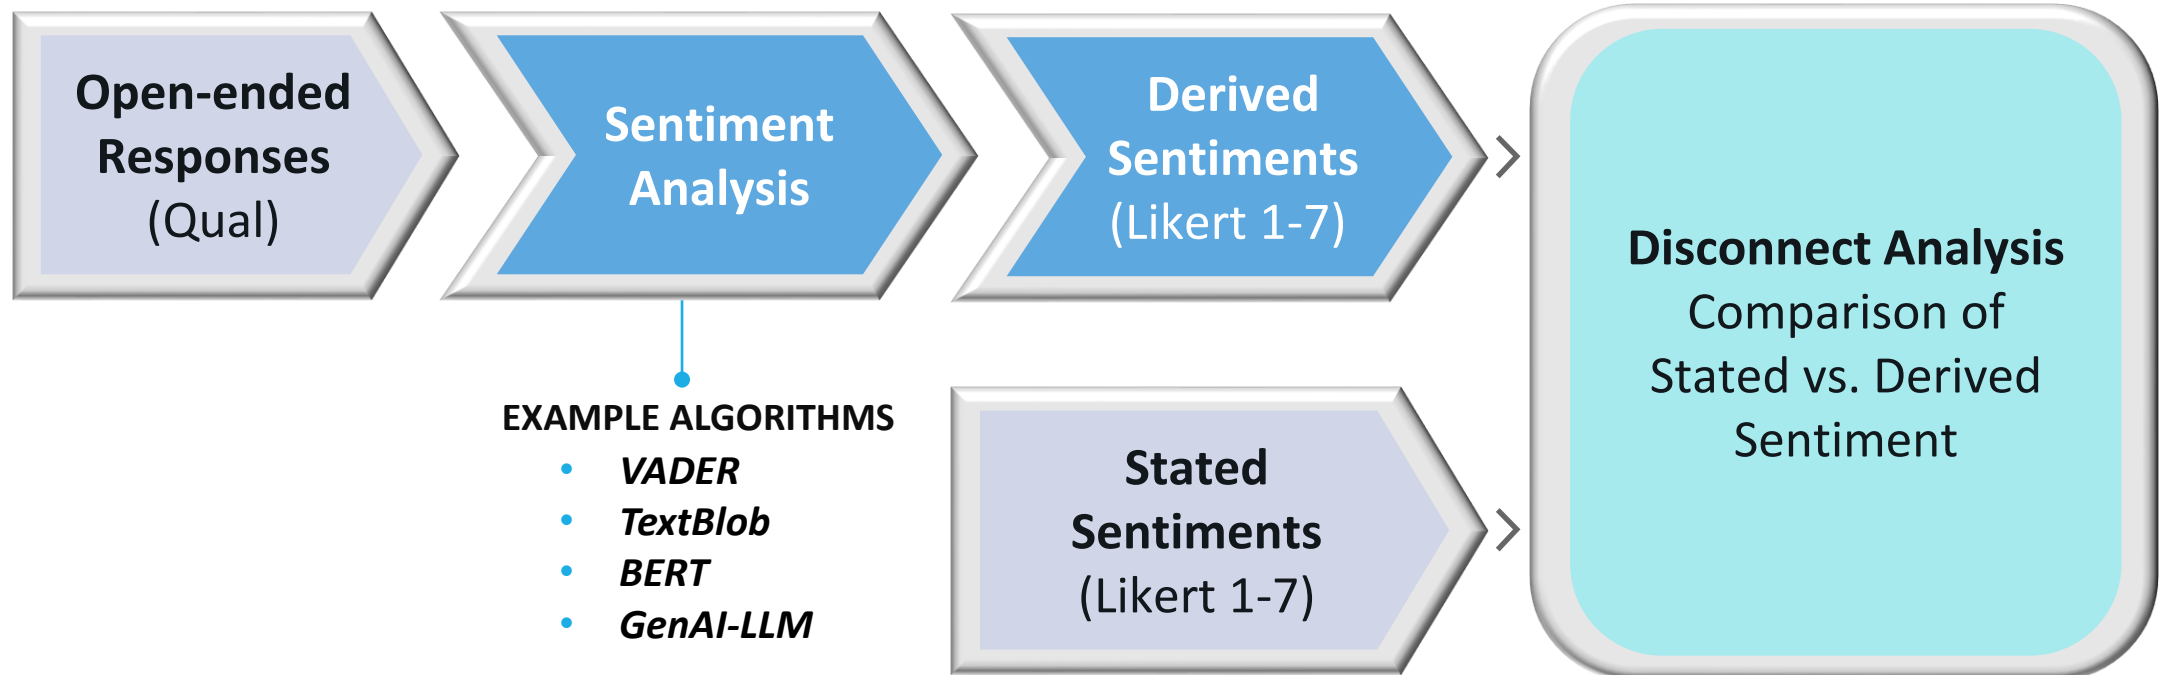 Open-ended
Responses
(Qual)
Sentiment
Analysis
Derived
Sentiments
(Likert 1-7)
EXAMPLE ALGORITHMS
• VADER
• TextBlob
• BERT
• GenAI-LLM
Stated
Sentiments
(Likert 1-7)
Disconnect Analysis
Comparison of
Stated vs. Derived
Sentiment